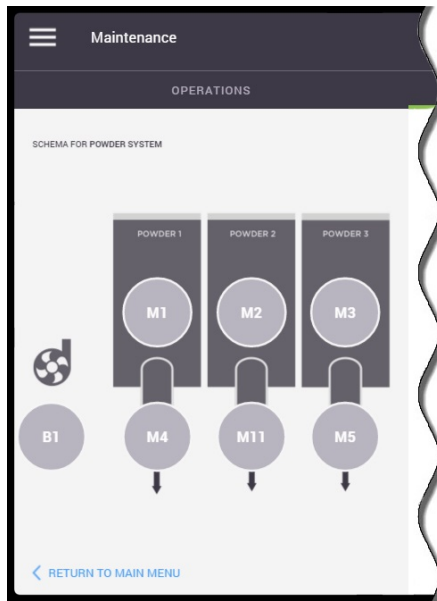 Maintenance
OPERATIONS
SCHEMA FOR POWDER SYSTEM
POWDER 1 POWDER 2 POWDER 3
M1 M2 M3
B1 M4 M11 M5
RETURN TO MAIN MENU